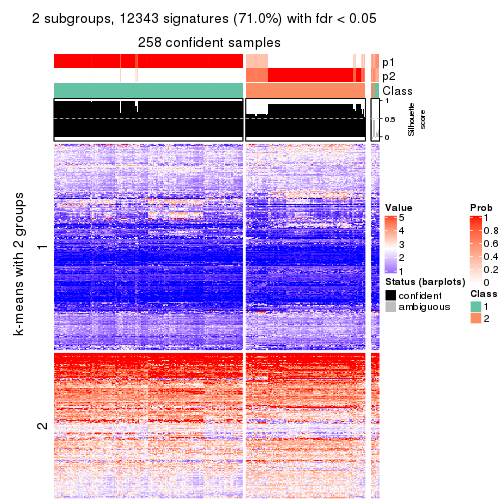 2 subgroups, 12343 signatures (71.0%) with fdr < 0.05
258 confident samples
p1
p2
Class
1
0.5
0
Silhouette
score
k-means with 2 groups
1
2
Value
5
4
3
2
1
Status (barplots)
confident
ambiguous
Prob
1
0.8
0.6
0.4
0.2
0
Class
1
2